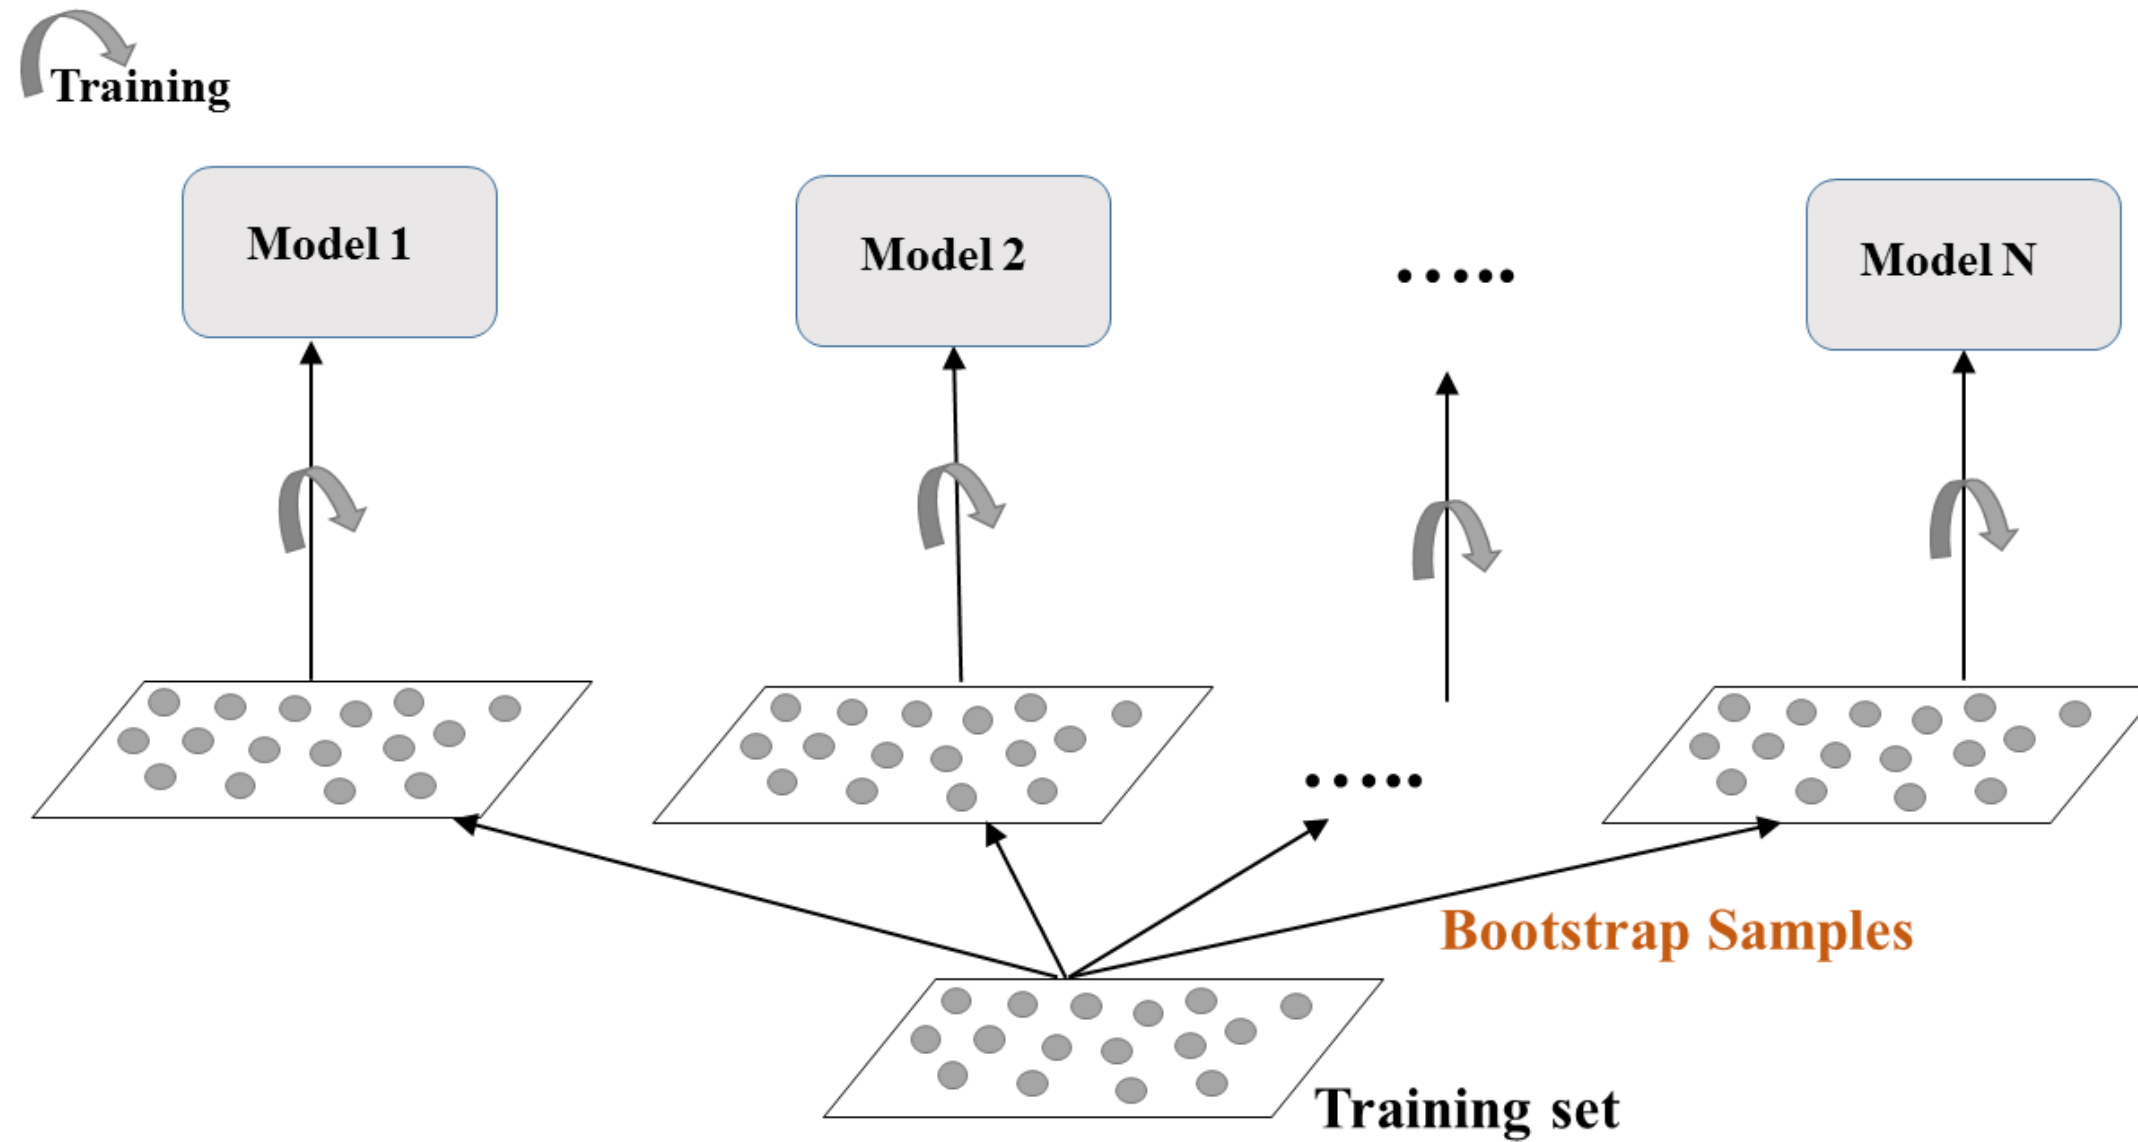 Training
Model 1
Model 2
.....
Model N
.....
Bootstrap Samples
Training set